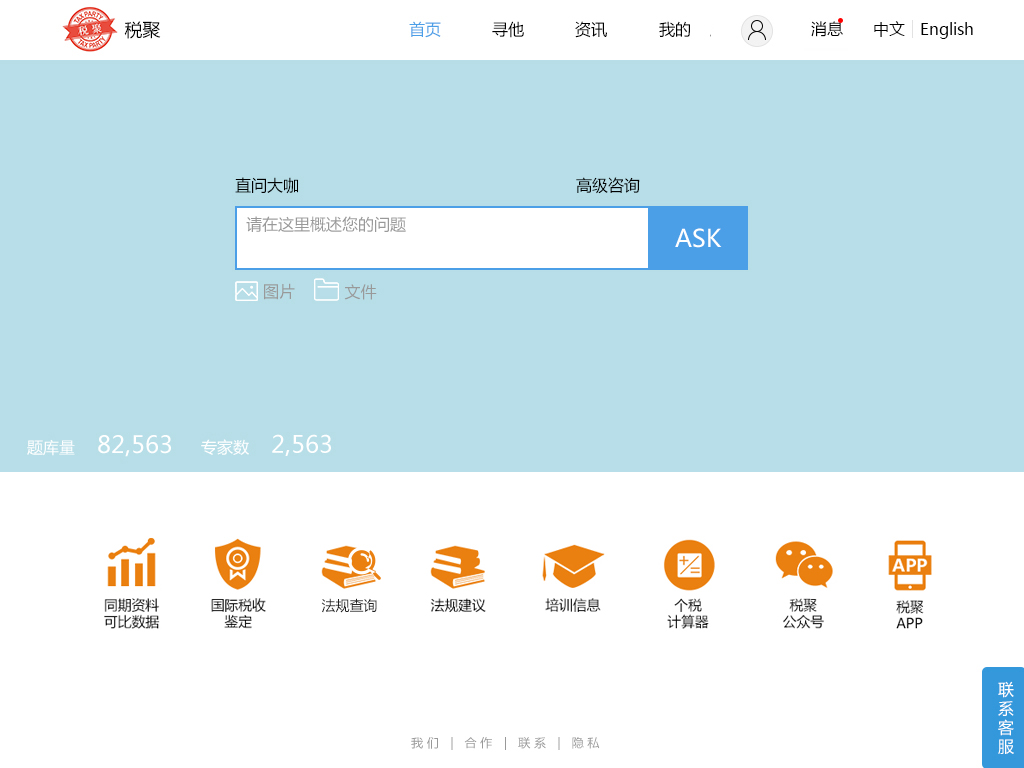 TAX PARTY
税聚
TAX PARTY
税聚
首页
寻他
资讯
我的
消息
中文
English
直问大咖
高级咨询
请在这里概述您的问题
ASK
图片
文件
题库量 82,563 专家数 2,563
同期资料
可比数据
国际税收
鉴定
法规查询
法规建议
培训信息
个税
计算器
税聚
公众号
APP
税聚
APP
联系客服
我们 | 合作 | 联系 | 隐私